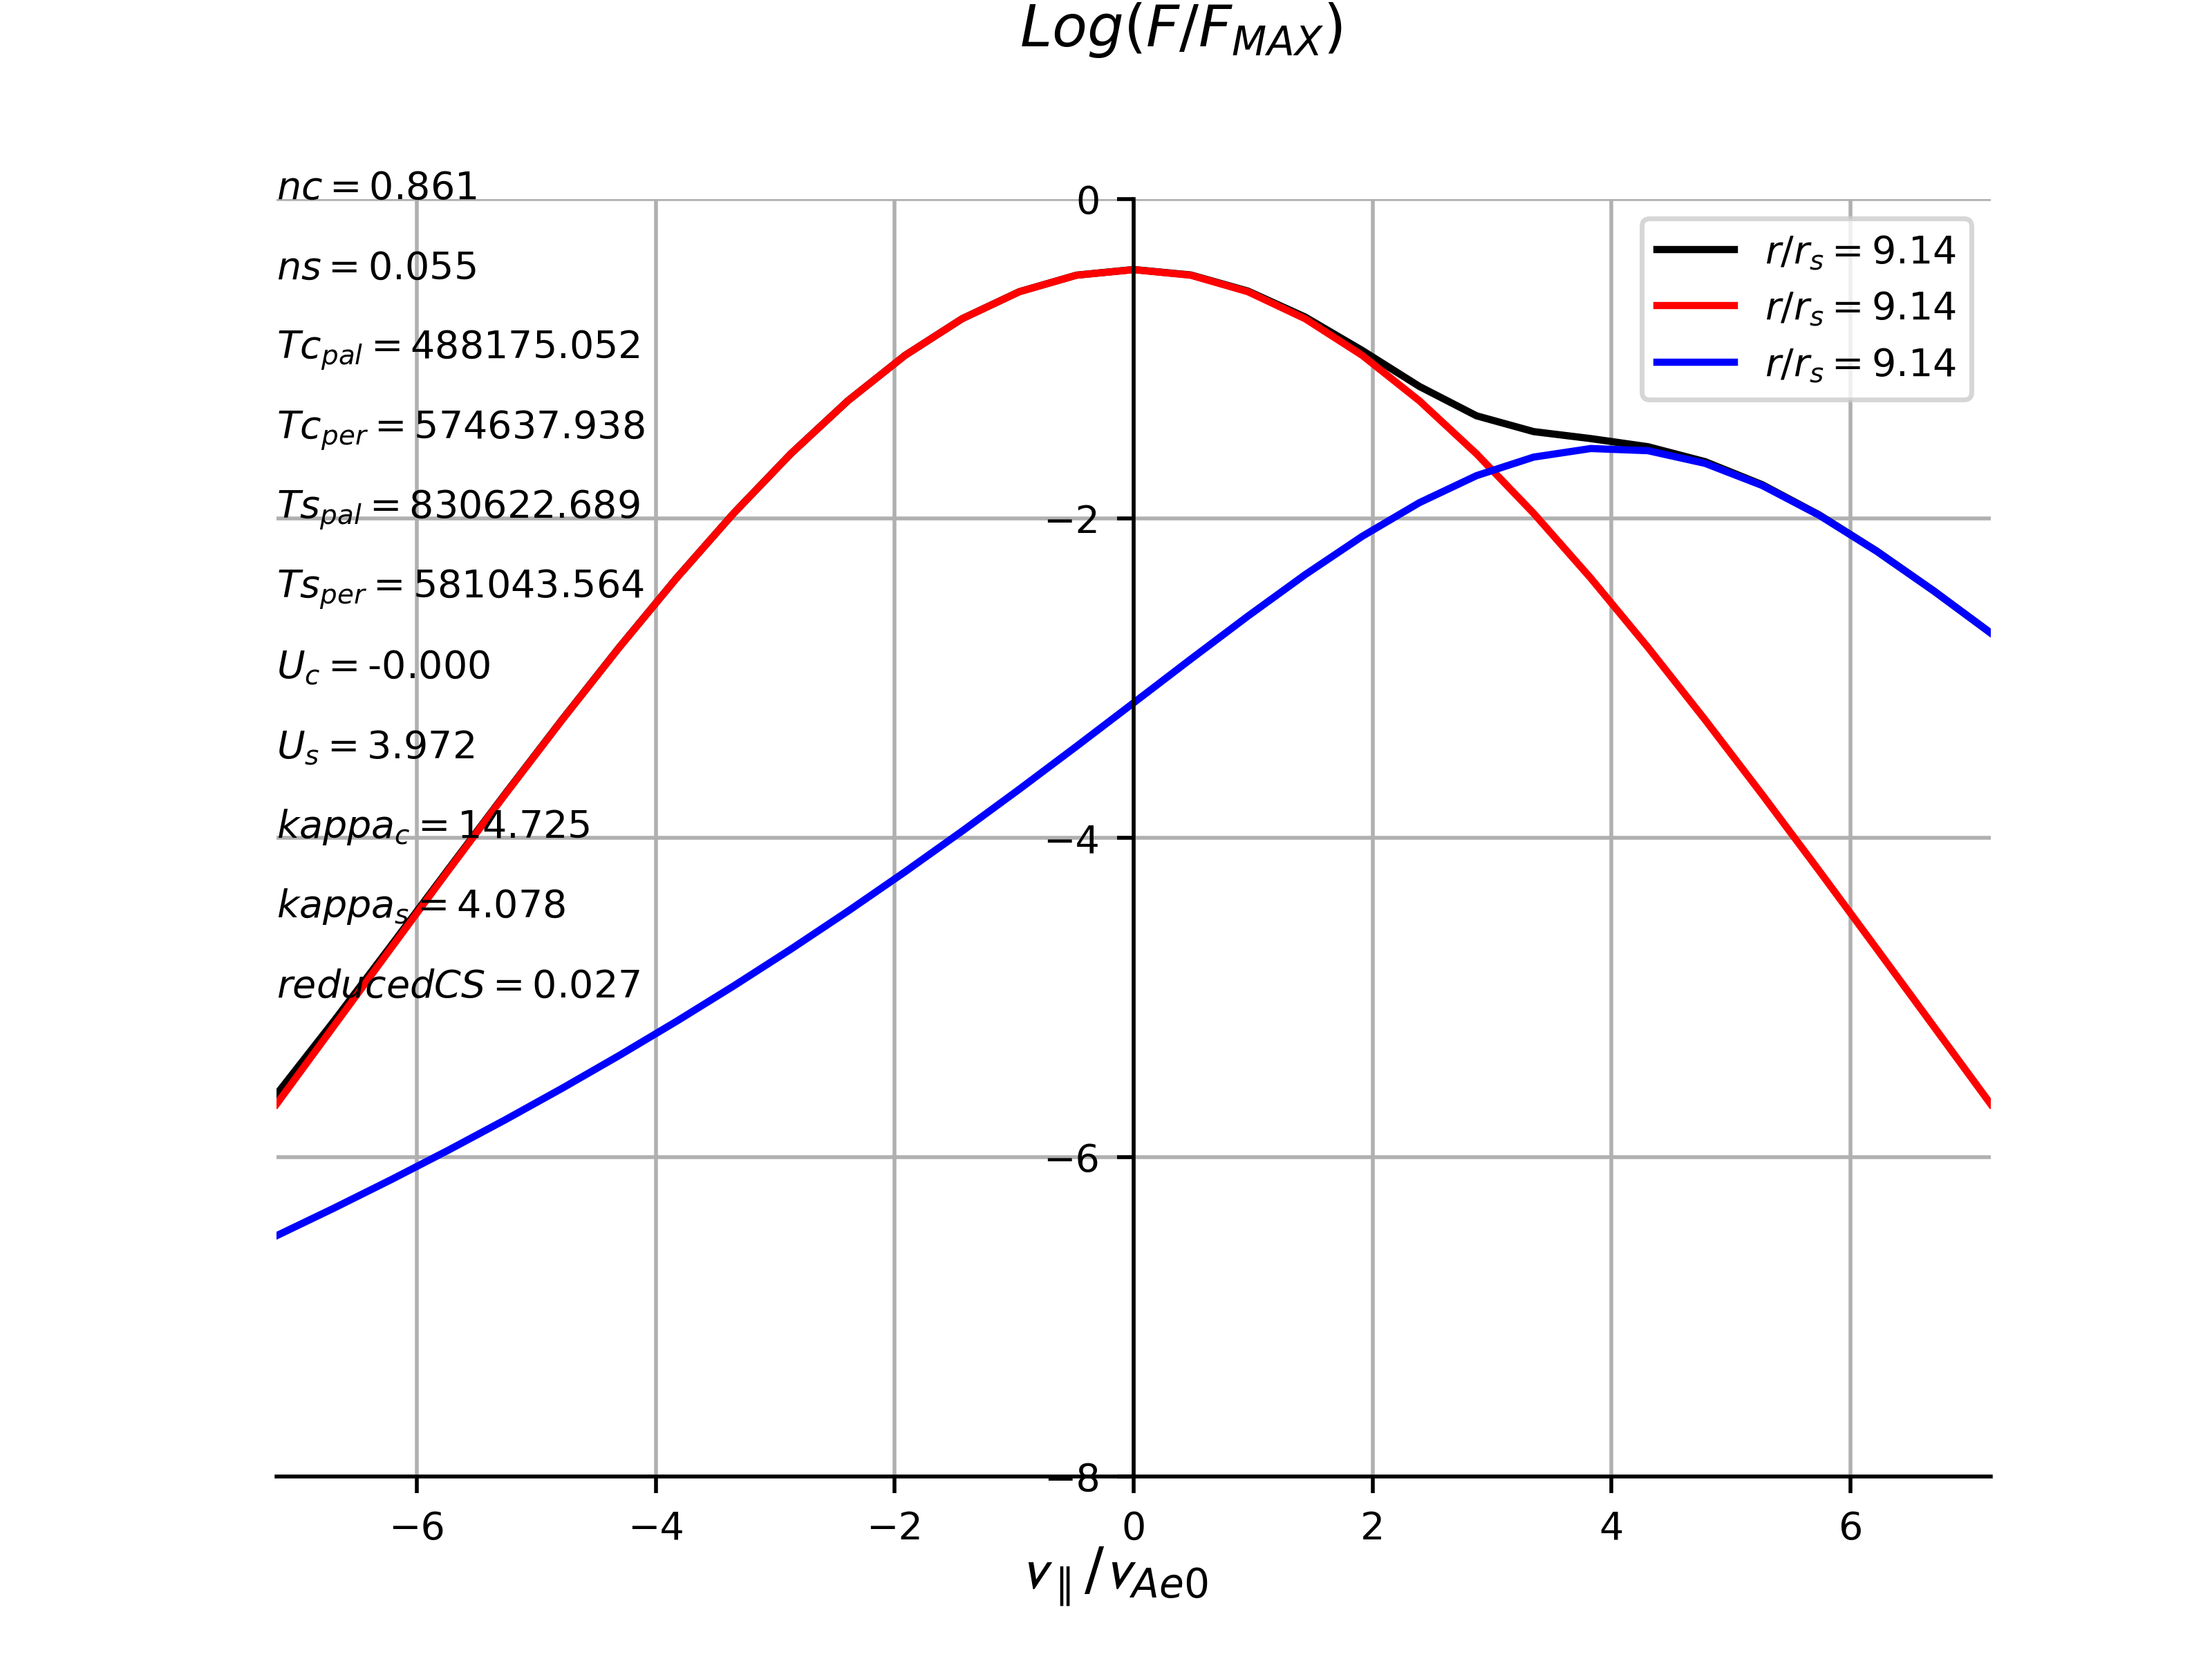 Log(F/F_MAX)
nc = 0.861
ns = 0.055
Tc_pal = 488175.052
Tc_per = 574637.938
Ts_pal = 830622.689
Ts_per = 581043.564
U_c = -0.000
U_s = 3.972
kappa_c = 14.725
kappa_s = 4.078
reducedCS = 0.027
r/r_s = 9.14
r/r_s = 9.14
r/r_s = 9.14
0
−2
−4
−6
−8
−6 −4 −2 0 2 4 6
v_∥/v_Ae0